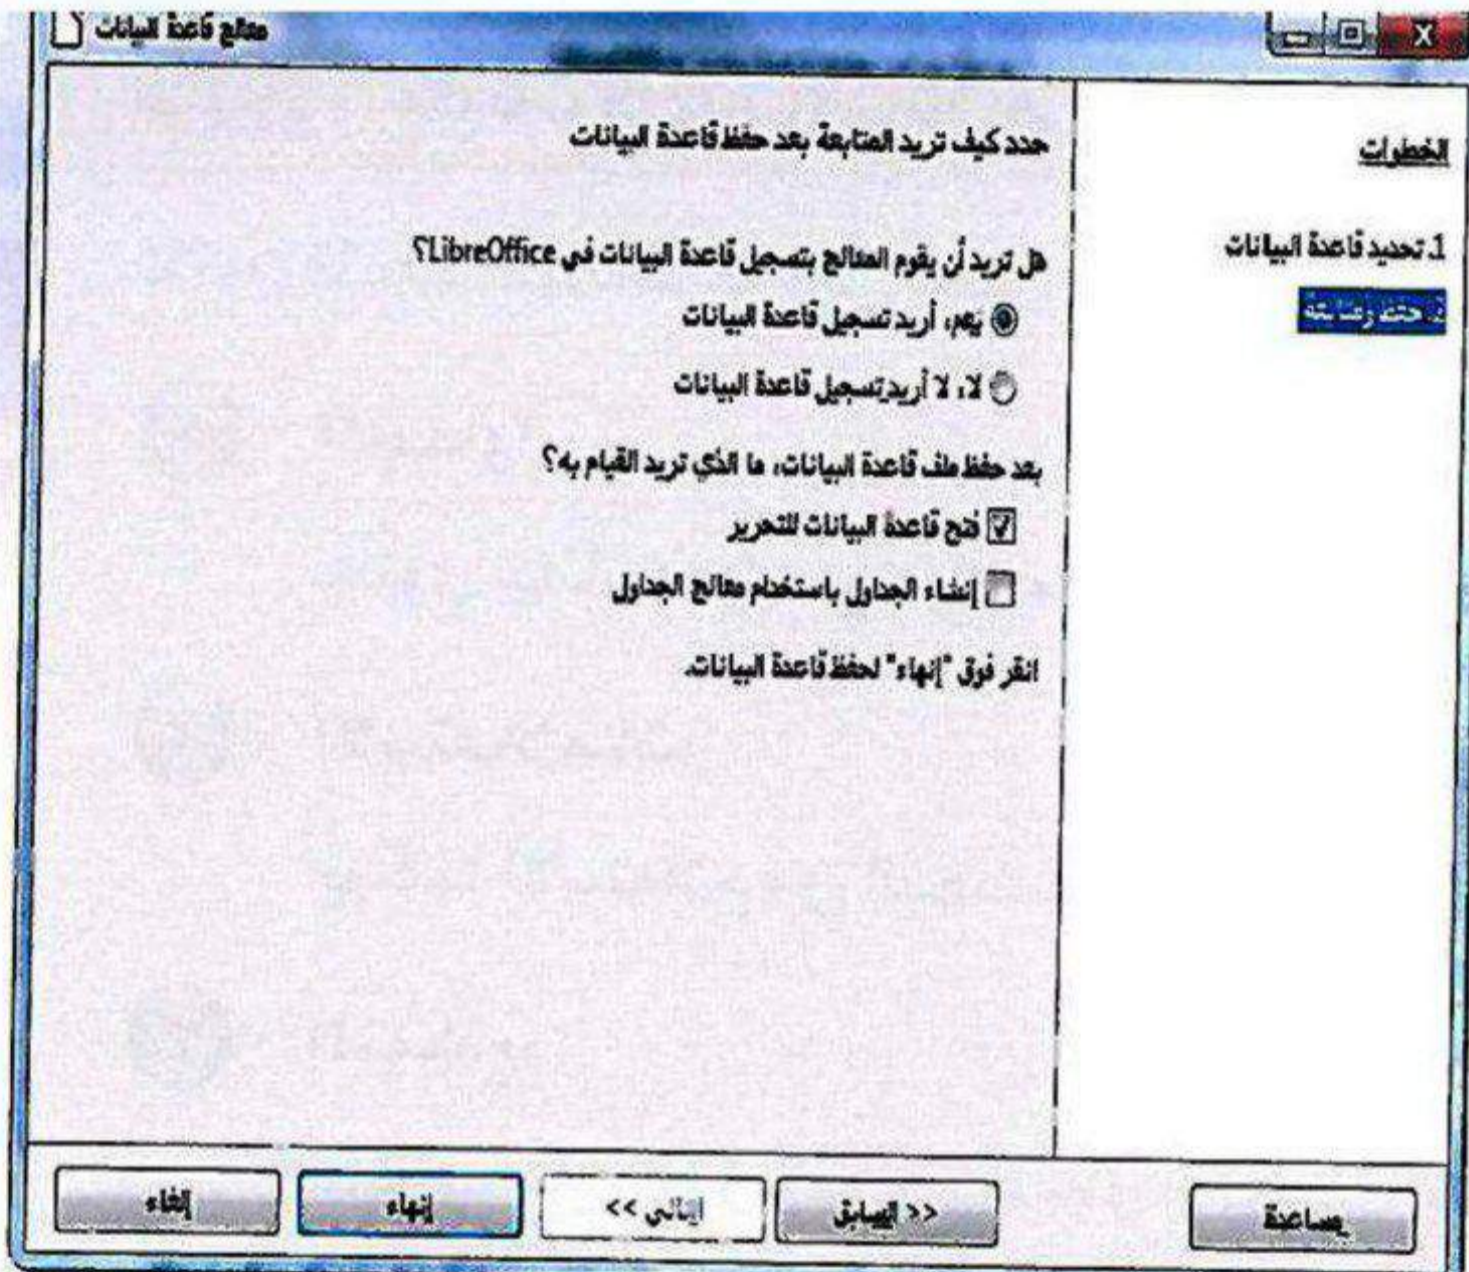 معالج قاعدة البيانات
الخطوات
1. تحديد قاعدة البيانات
2. حفظ ومتابعة
حدد كيف تريد المتابعة بعد حفظ قاعدة البيانات
هل تريد أن يقوم المعالج بتسجيل قاعدة البيانات في LibreOffice؟
نعم، أريد تسجيل قاعدة البيانات
لا، لا أريد تسجيل قاعدة البيانات
بعد حفظ ملف قاعدة البيانات، ما الذي تريد القيام به؟
فتح قاعدة البيانات للتحرير
إنشاء الجداول باستخدام معالج الجداول
انقر فوق "إنهاء" لحفظ قاعدة البيانات.
مساعدة
<< السابق
التالي >>
إنهاء
إلغاء